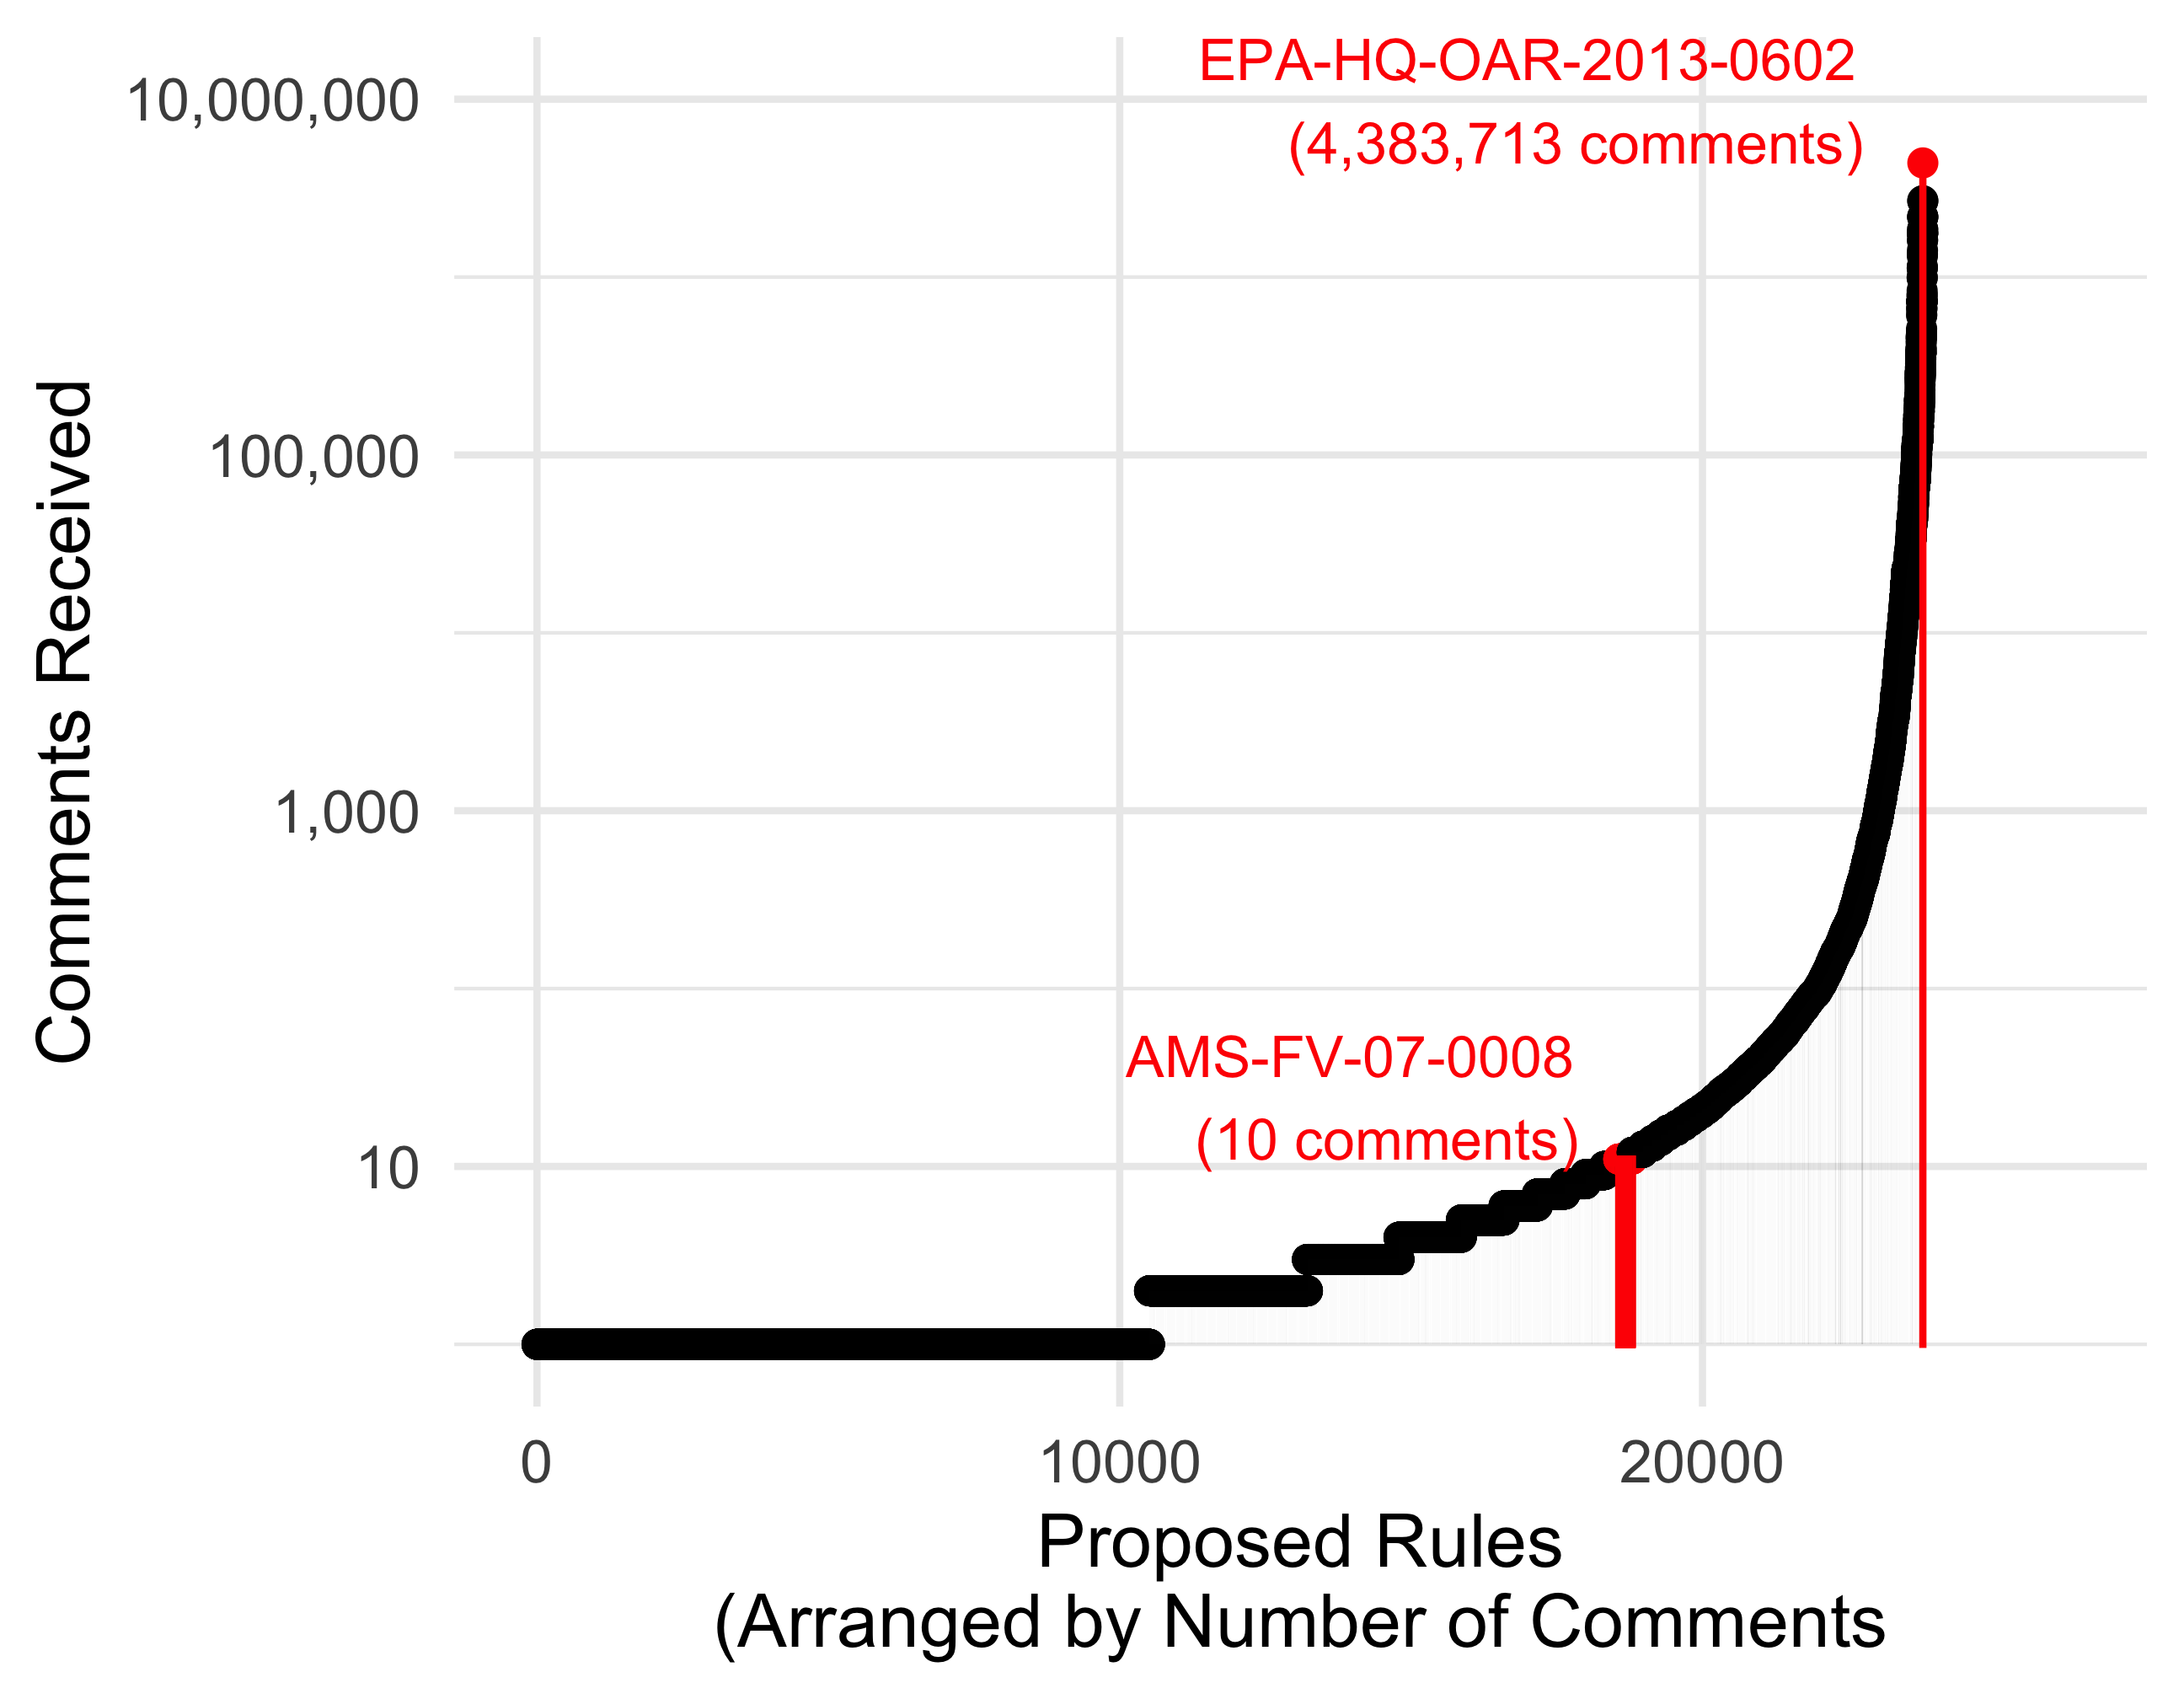 EPA-HQ-OAR-2013-0602
(4,383,713 comments)
10,000,000
100,000
1,000
10
Comments Received
AMS-FV-07-0008
(10 comments)
0
10000
20000
Proposed Rules
(Arranged by Number of Comments